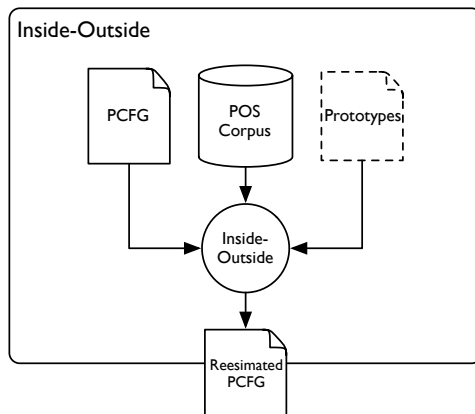 Inside-Outside
PCFG
POS
Corpus
Prototypes
Inside-
Outside
Reesimated
PCFG